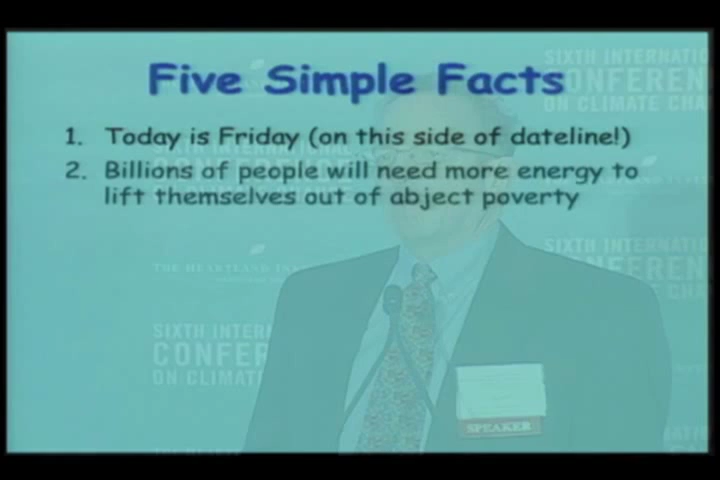 Five Simple Facts
1. Today is Friday (on this side of dateline!)
2. Billions of people will need more energy to
lift themselves out of abject poverty
SIXTH INTERNATIO
CONFEREN
ON CLIMATE CHA
THE HEARTLAND IN
SIXTH INTERN
CONFER
ON CLIMAT
SIXTH INTERNATIO
CONFEREN
SPEAKER